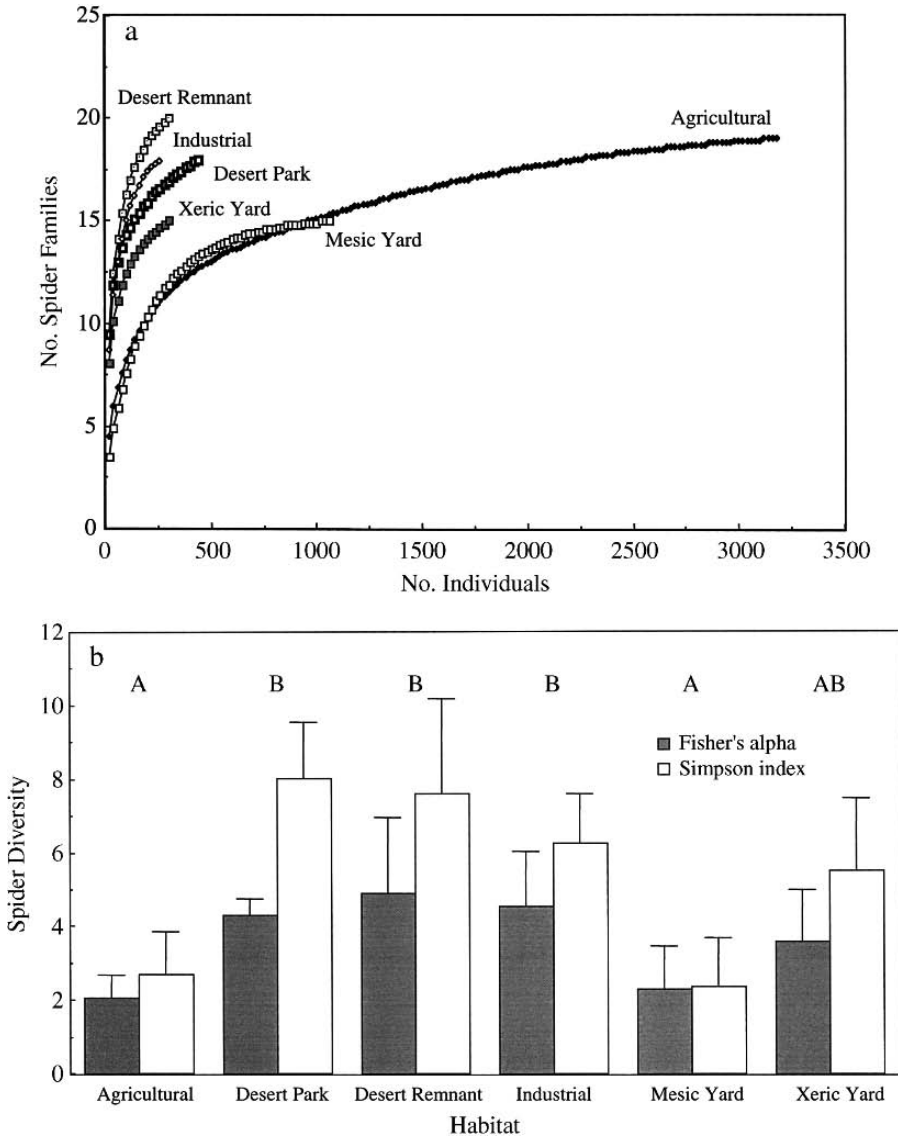 a
25
20
15
10
5
0
No. Spider Families
Desert Remnant
Industrial
Desert Park
Xeric Yard
Agricultural
Mesic Yard
0 500 1000 1500 2000 2500 3000 3500
No. Individuals
b
12
10
8
6
4
2
0
Spider Diversity
A B B B A AB
Fisher's alpha
Simpson index
Agricultural Desert Park Desert Remnant Industrial Mesic Yard Xeric Yard
Habitat